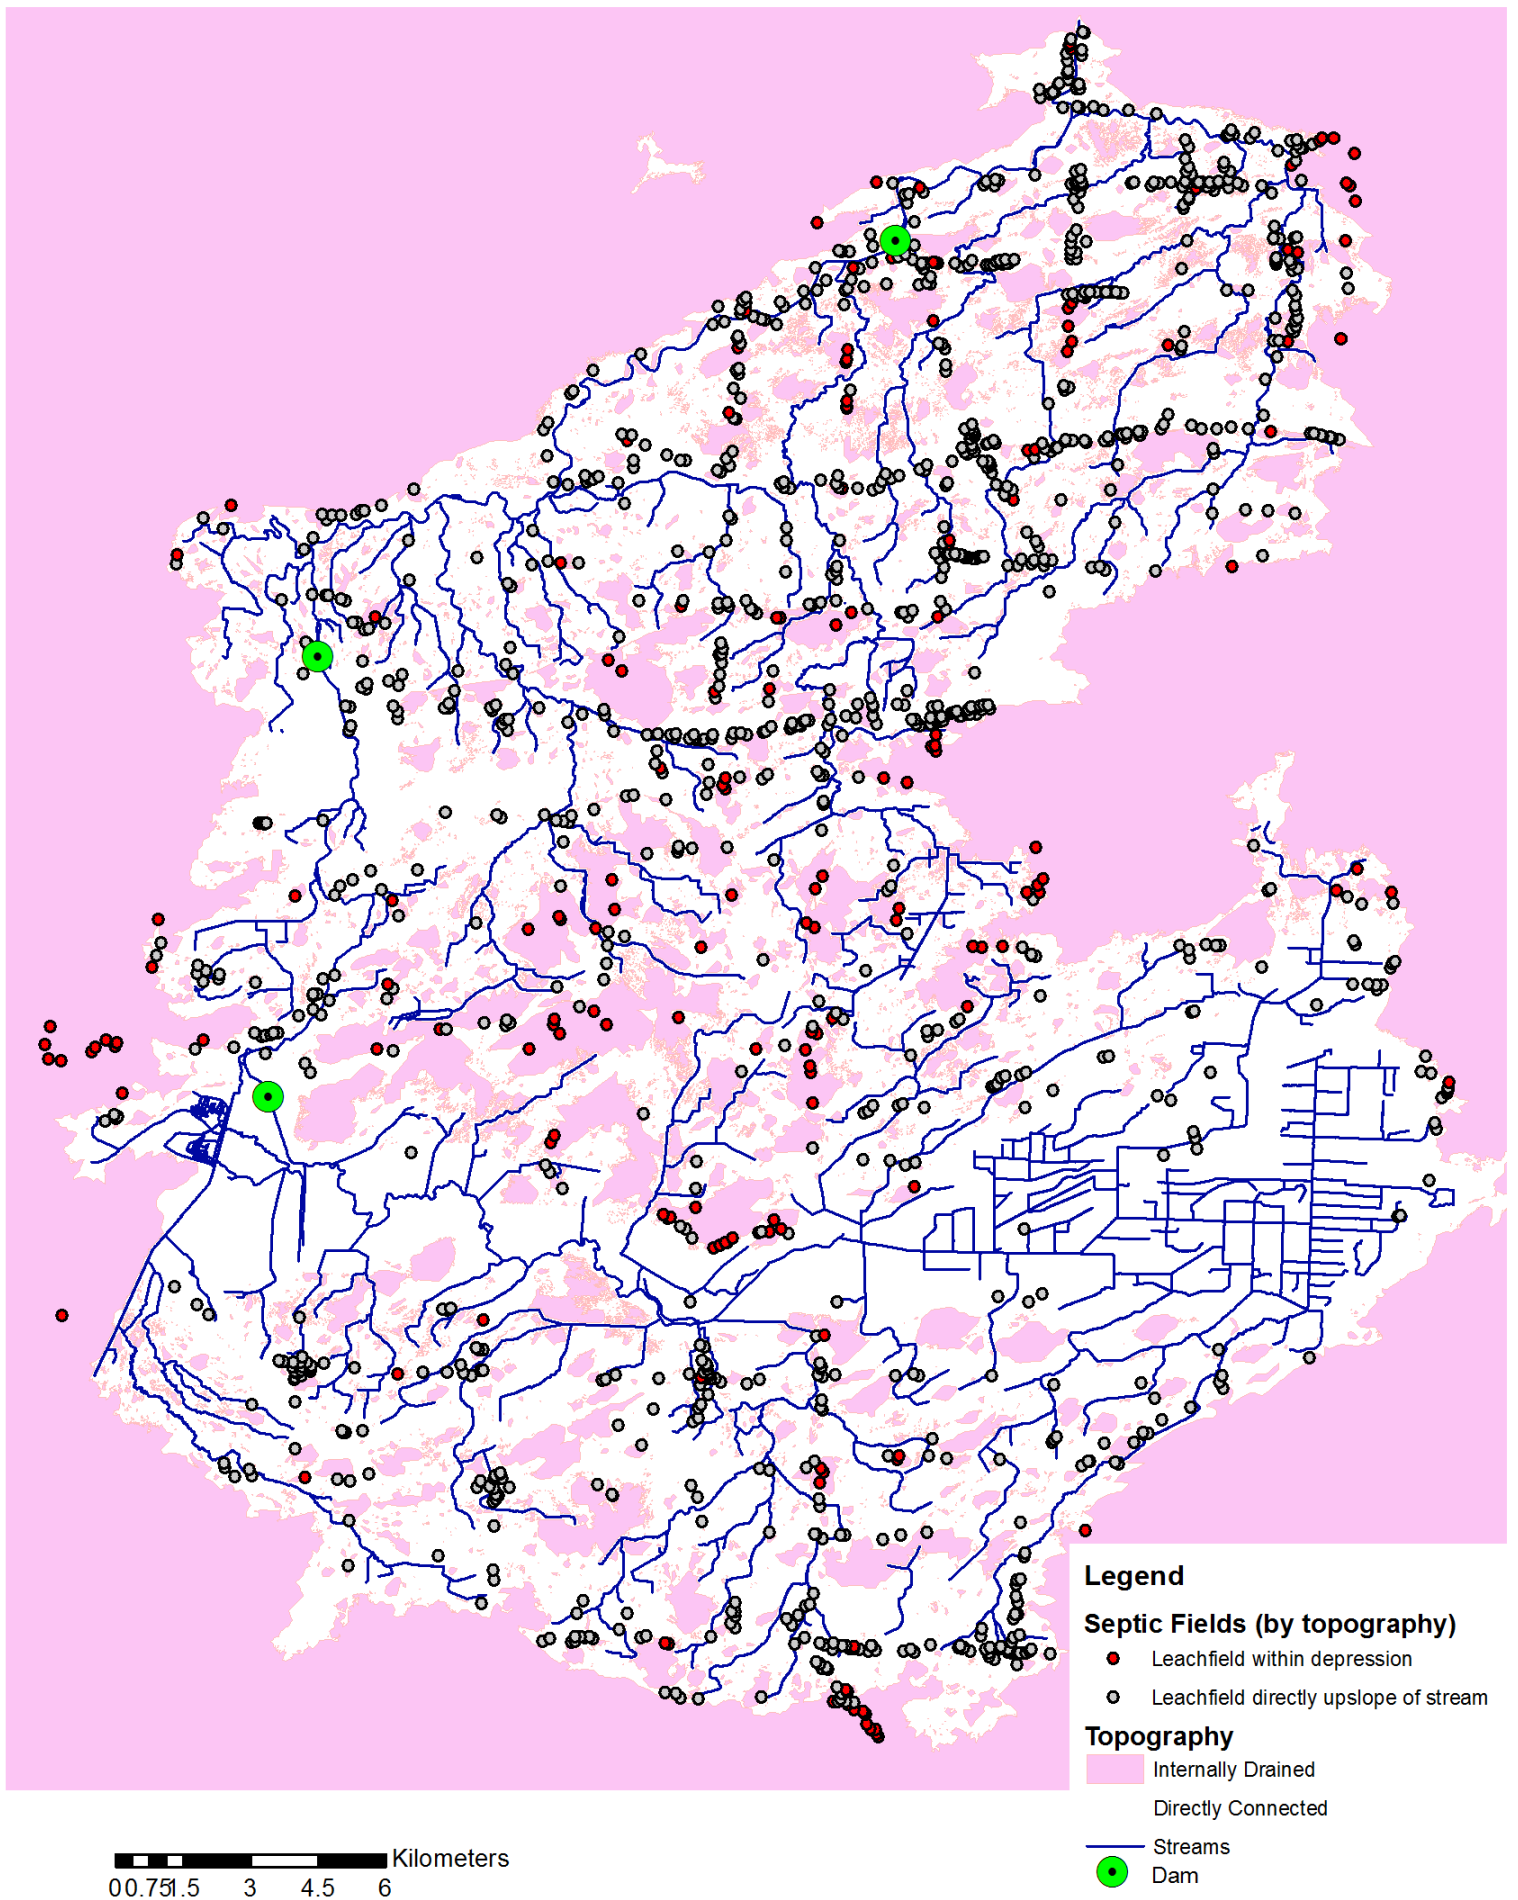 Legend
Septic Fields (by topography)
Leachfield within depression
Leachfield directly upslope of stream
Topography
Internally Drained
Directly Connected
Streams
Dam
Kilometers
0 0.75 1.5 3 4.5 6